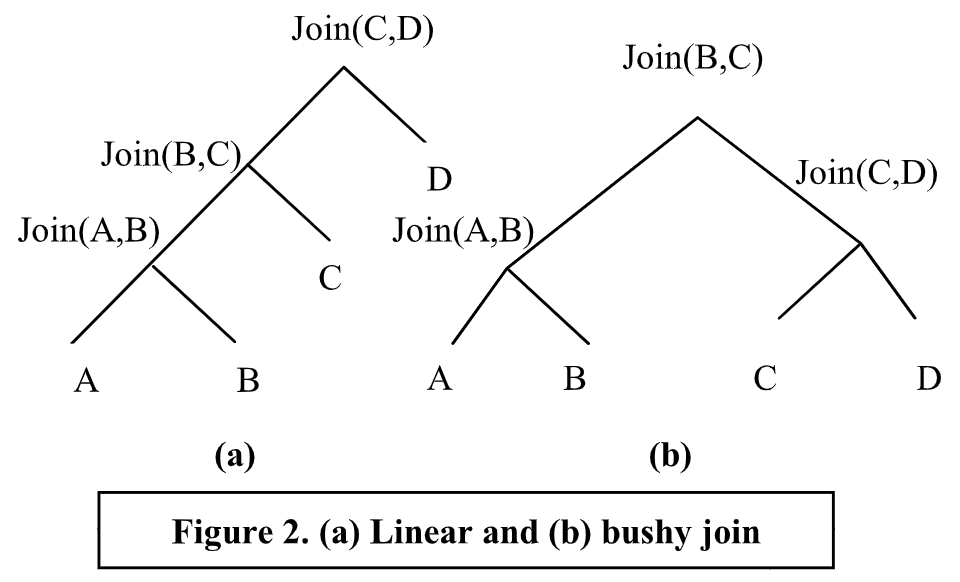 Join(C,D)
Join(B,C)
D
Join(A,B)
C
A
B
(a)
Join(B,C)
Join(C,D)
Join(A,B)
A
B
C
D
(b)
Figure 2. (a) Linear and (b) bushy join